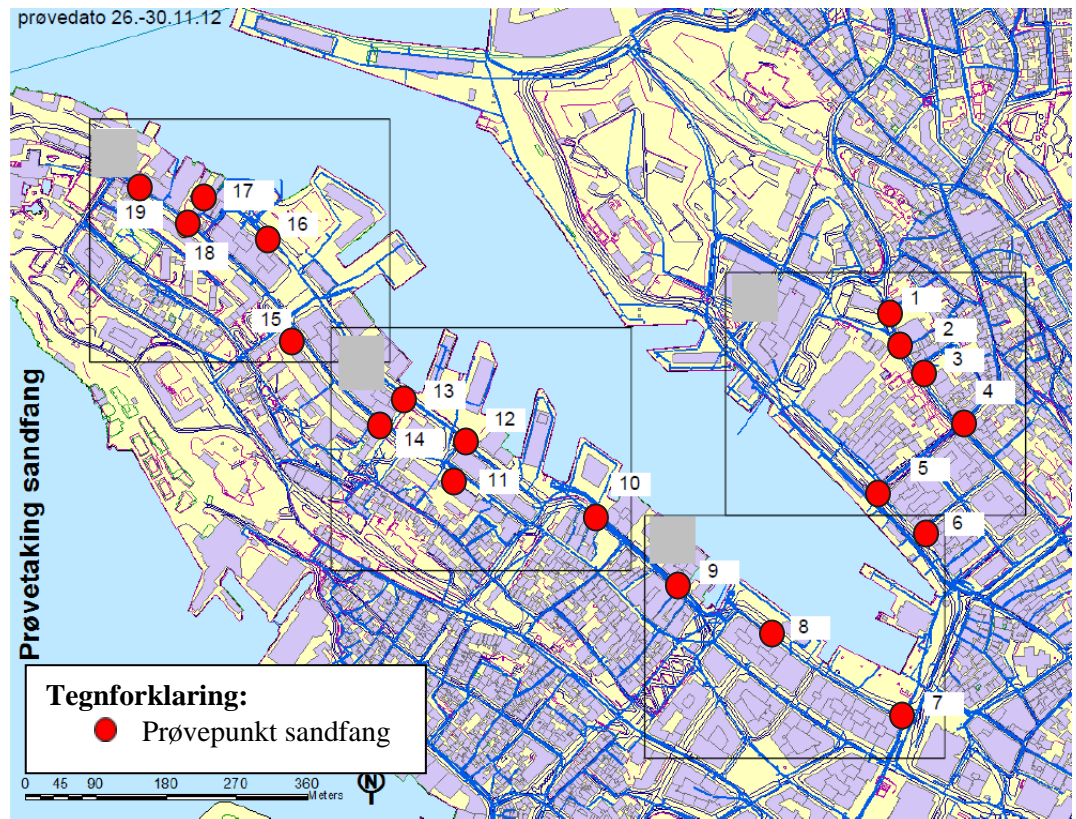 prøvedato 26.-30.11.12
17
19
18
16
15
1
2
3
4
13
12
14
11
10
5
6
9
8
7
Prøvetaking sandfang
Tegnforklaring:
Prøvepunkt sandfang
0 45 90 180 270 360
Meters
N